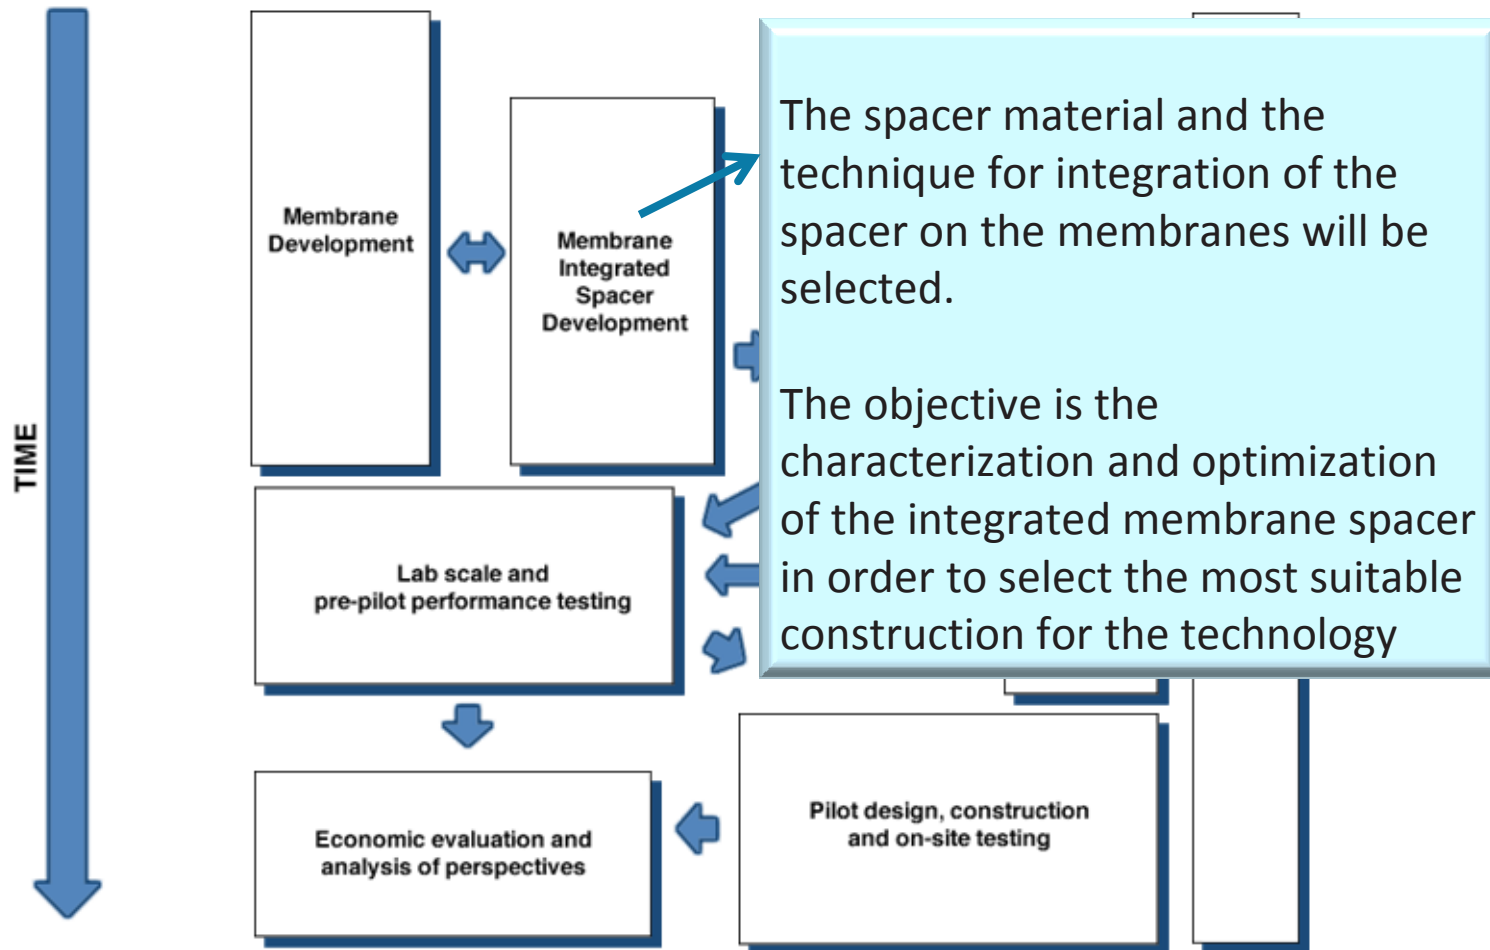 TIME
Membrane
Development
Membrane
Integrated
Spacer
Development
The spacer material and the
technique for integration of the
spacer on the membranes will be
selected.
The objective is the
characterization and optimization
of the integrated membrane spacer
in order to select the most suitable
construction for the technology
Lab scale and
pre-pilot performance testing
Economic evaluation and
analysis of perspectives
Pilot design, construction
and on-site testing